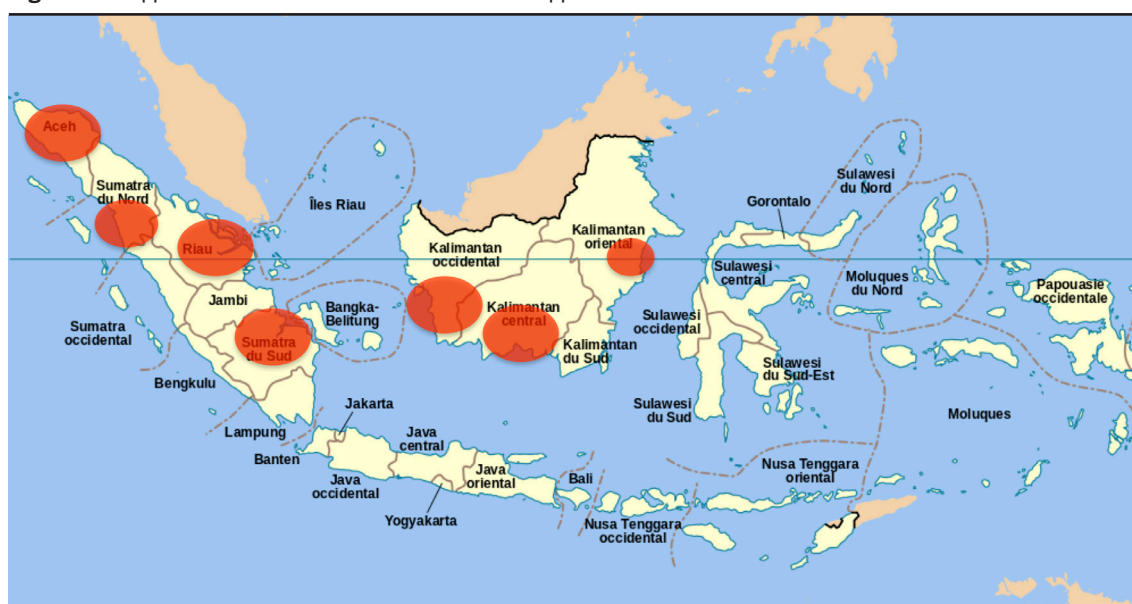 Aceh
Sumatra
du Nord
Îles Riau
Riau
Kalimantan
occidental
Kalimantan
oriental
Gorontalo
Sulawesi
du Nord
Sulawesi
central
Moluques
du Nord
Papouasie
occidentale
Jambi
Bangka-
Belitung
Kalimantan
central
Sulawesi
occidental
Sumatra
occidental
Sumatra
du Sud
Kalimantan
du Sud
Sulawesi
du Sud-Est
Bengkulu
Sulawesi
du Sud
Moluques
Jakarta
Lampung
Java
central
Banten
Java
occidental
Java
oriental
Bali
Nusa Tenggara
oriental
Yogyakarta
Nusa Tenggara
occidental